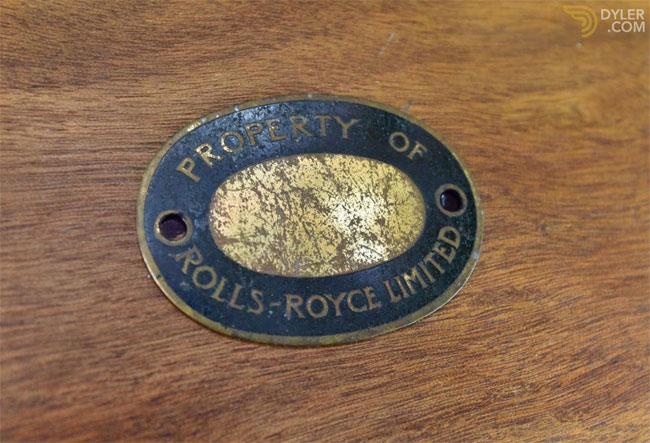 DYLER
.COM
PROPERTY OF
ROLLS-ROYCE LIMITED